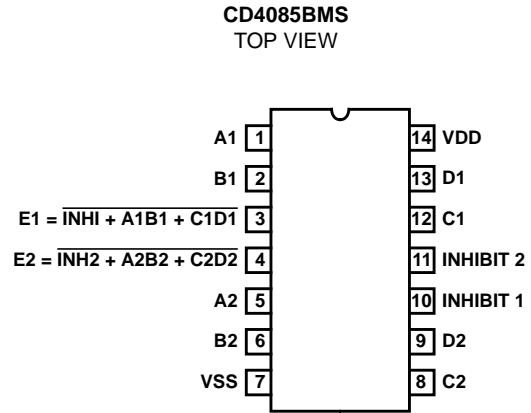 CD4085BMS
TOP VIEW
A1 1
B1 2
E1 = INHI + A1B1 + C1D1 3
E2 = INH2 + A2B2 + C2D2 4
A2 5
B2 6
VSS 7
14 VDD
13 D1
12 C1
11 INHIBIT 2
10 INHIBIT 1
9 D2
8 C2